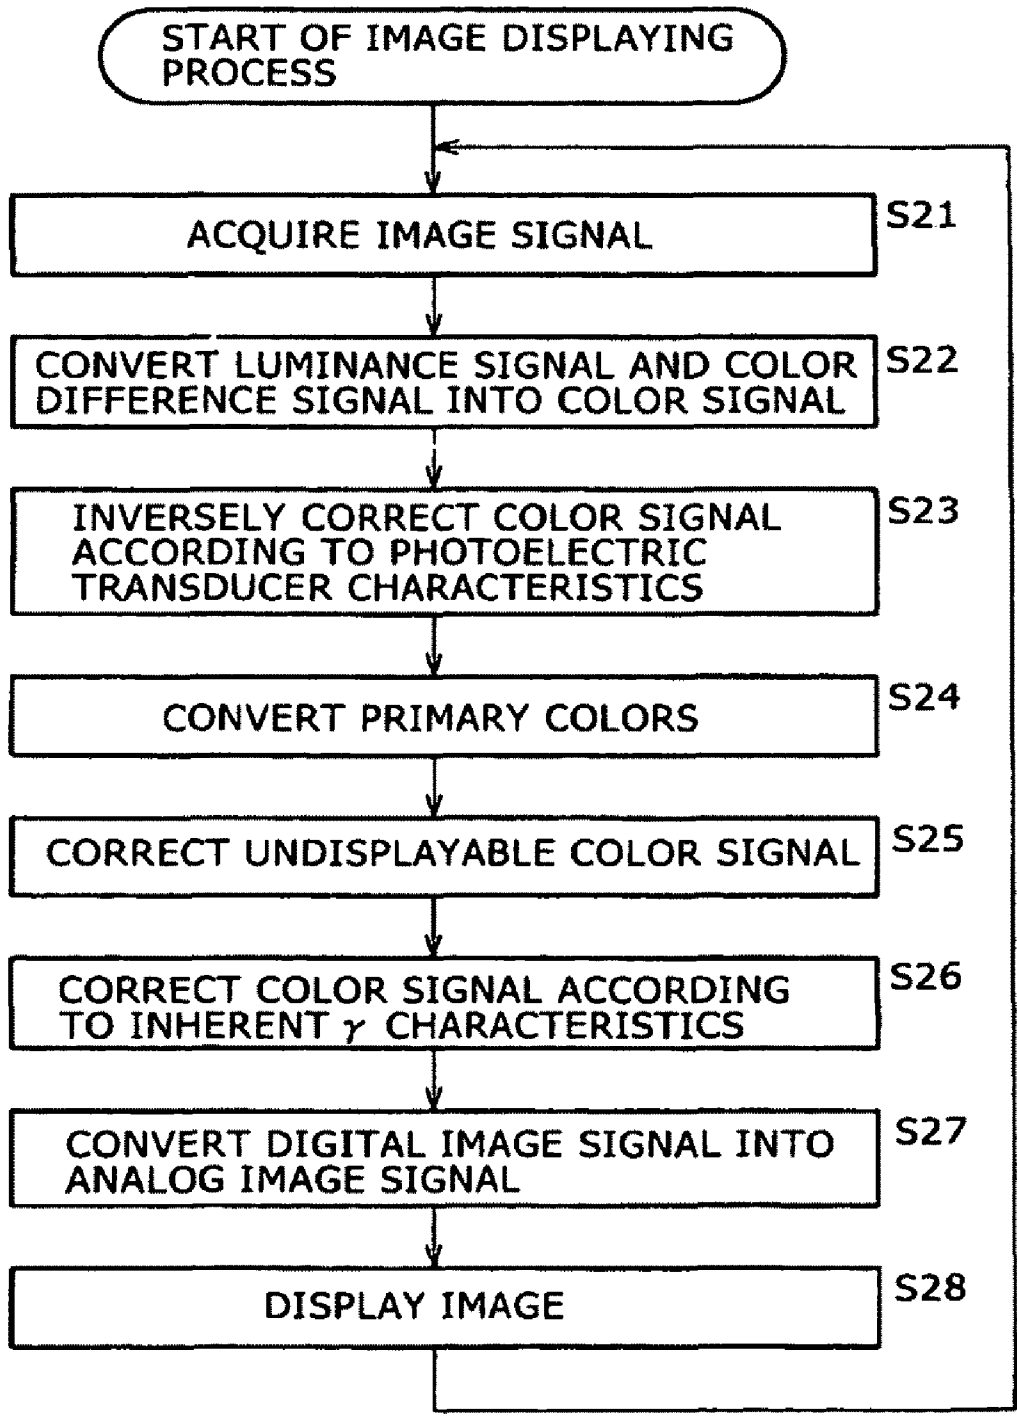 START OF IMAGE DISPLAYING
PROCESS
ACQUIRE IMAGE SIGNAL
S21
CONVERT LUMINANCE SIGNAL AND COLOR
DIFFERENCE SIGNAL INTO COLOR SIGNAL
S22
INVERSELY CORRECT COLOR SIGNAL
ACCORDING TO PHOTOELECTRIC
TRANSDUCER CHARACTERISTICS
S23
CONVERT PRIMARY COLORS
S24
CORRECT UNDISPLAYABLE COLOR SIGNAL
S25
CORRECT COLOR SIGNAL ACCORDING
TO INHERENT γ CHARACTERISTICS
S26
CONVERT DIGITAL IMAGE SIGNAL INTO
ANALOG IMAGE SIGNAL
S27
DISPLAY IMAGE
S28